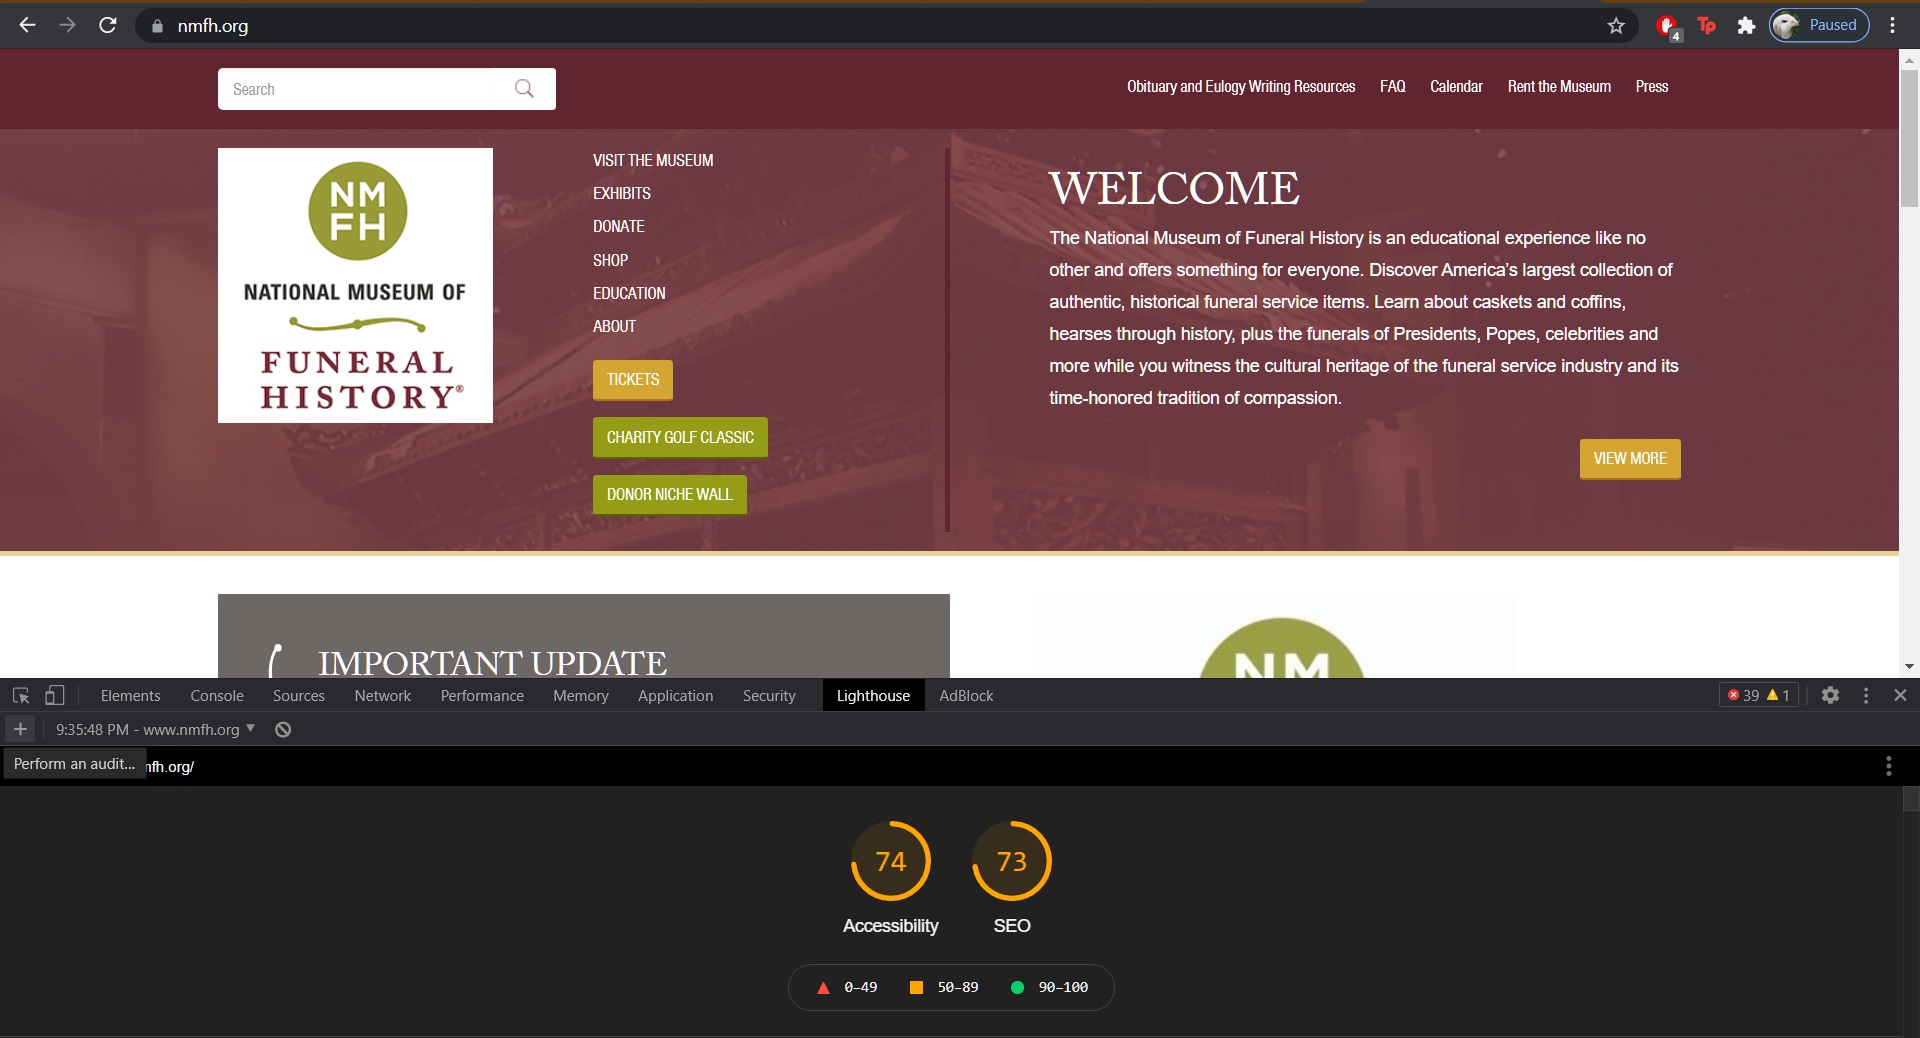 nmfh.org
4
Tp
Paused
Search
Obituary and Eulogy Writing Resources FAQ Calendar Rent the Museum Press
NM
FH
NATIONAL MUSEUM OF
FUNERAL
HISTORY®
VISIT THE MUSEUM
EXHIBITS
DONATE
SHOP
EDUCATION
ABOUT
TICKETS
CHARITY GOLF CLASSIC
DONOR NICHE WALL
WELCOME
The National Museum of Funeral History is an educational experience like no
other and offers something for everyone. Discover America’s largest collection of
authentic, historical funeral service items. Learn about caskets and coffins,
hearses through history, plus the funerals of Presidents, Popes, celebrities and
more while you witness the cultural heritage of the funeral service industry and its
time-honored tradition of compassion.
VIEW MORE
IMPORTANT UPDATE
NM
Elements Console Sources Network Performance Memory Application Security Lighthouse AdBlock 39 1
9:35:48 PM - www.nmfh.org
Perform an audit... mfh.org/
74 73
Accessibility SEO
0–49 50–89 90–100